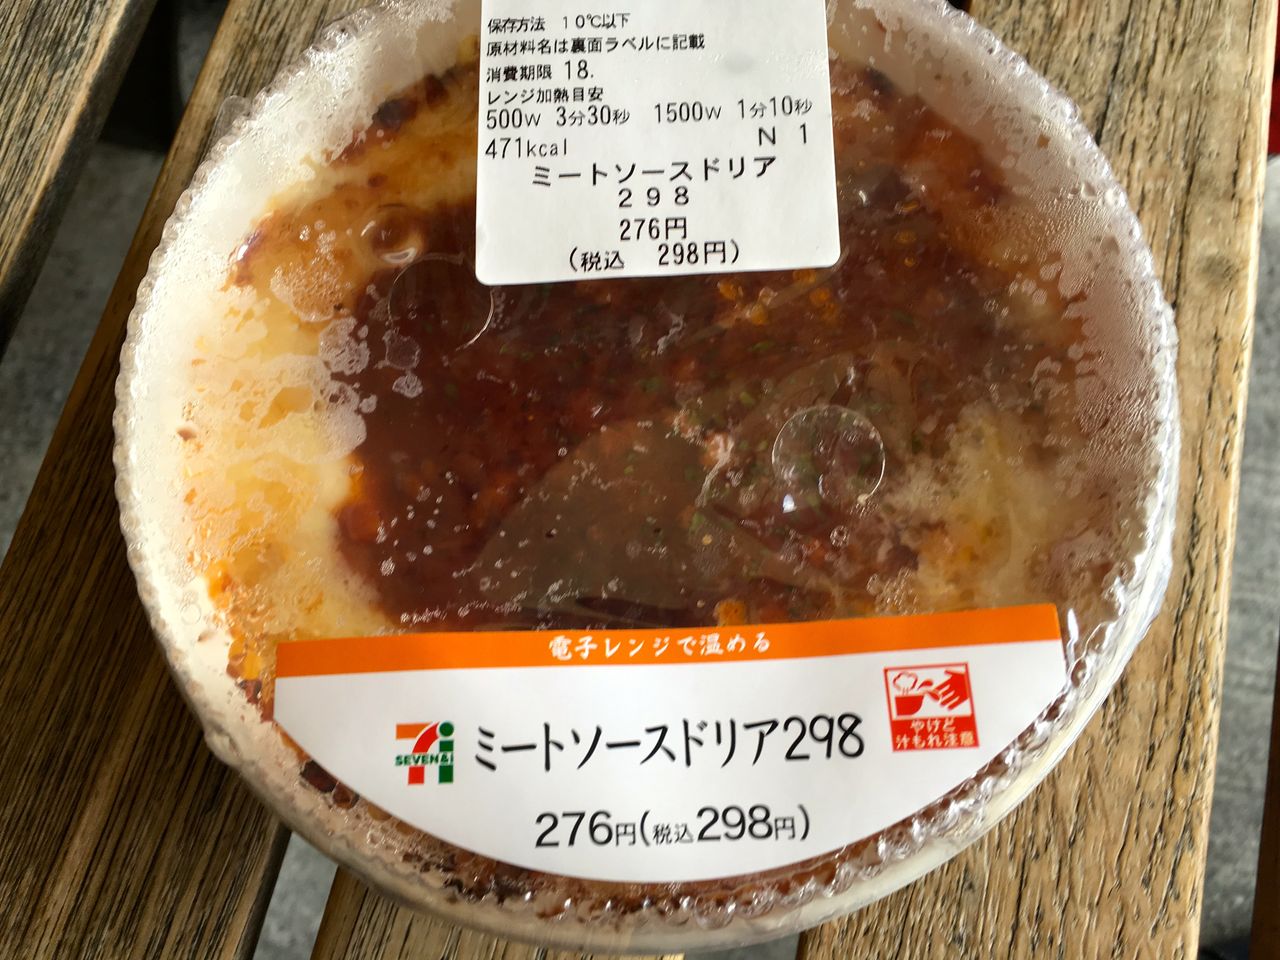 保存方法 10℃以下
原材料名は裏面ラベルに記載
消費期限 18.
レンジ加熱目安
500W 3分30秒 1500W 1分10秒
471kcal N 1
ミートソースドリア
298
276円
(税込 298円)
電子レンジで温める
SEVEN&i
ミートソースドリア298
やけど
汁もれ注意
276円(税込298円)